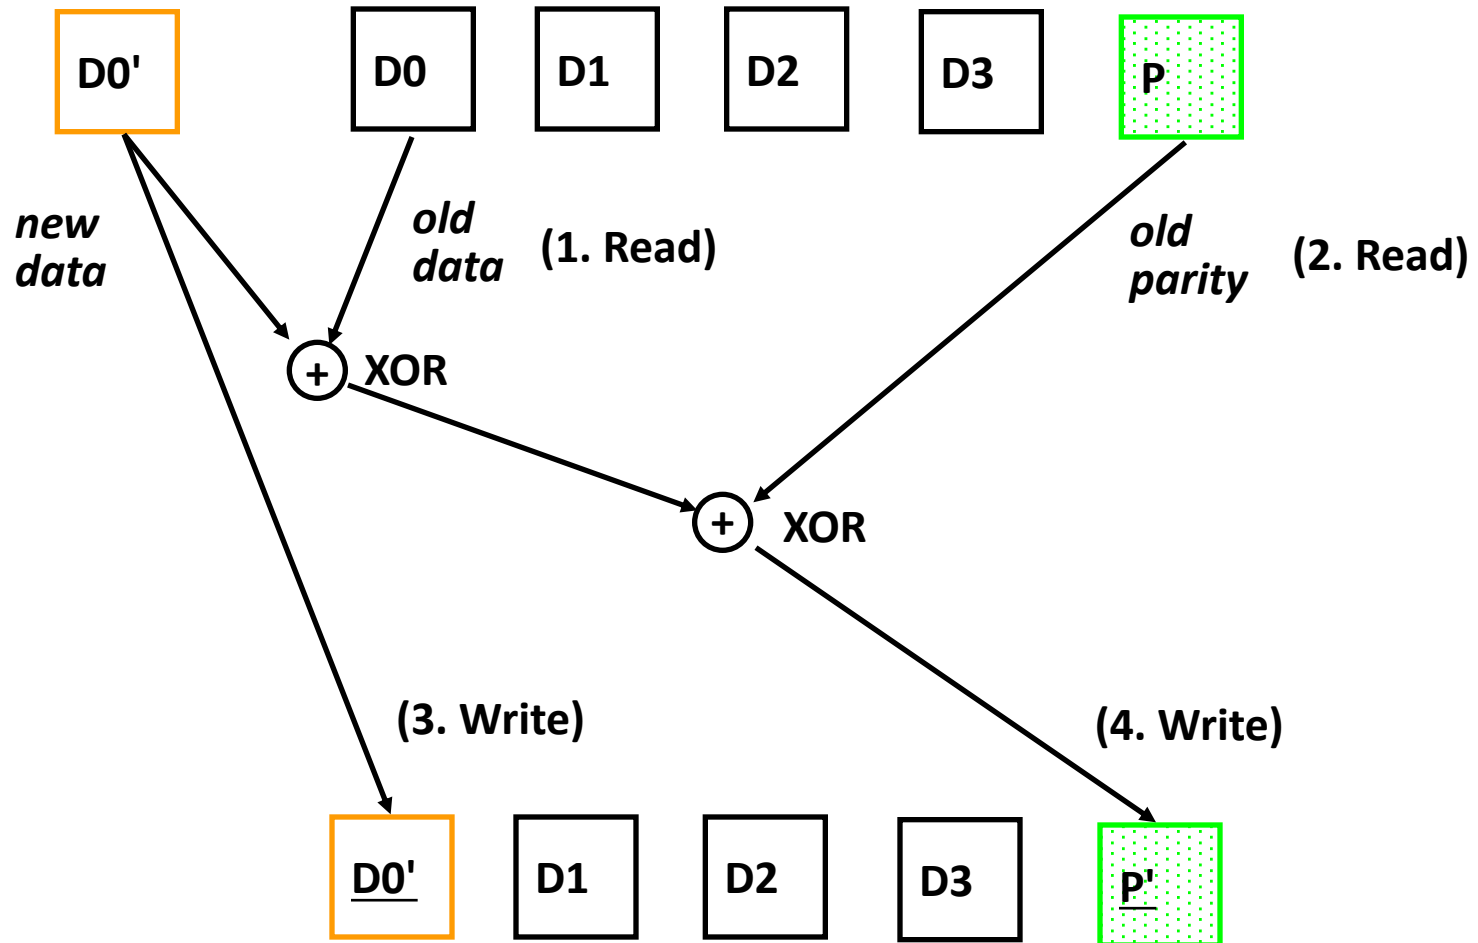 D0'
D0
D1
D2
D3
P
new
data
old
data
(1. Read)
old
parity
(2. Read)
+
XOR
+
XOR
(3. Write)
(4. Write)
D0'
D1
D2
D3
P'